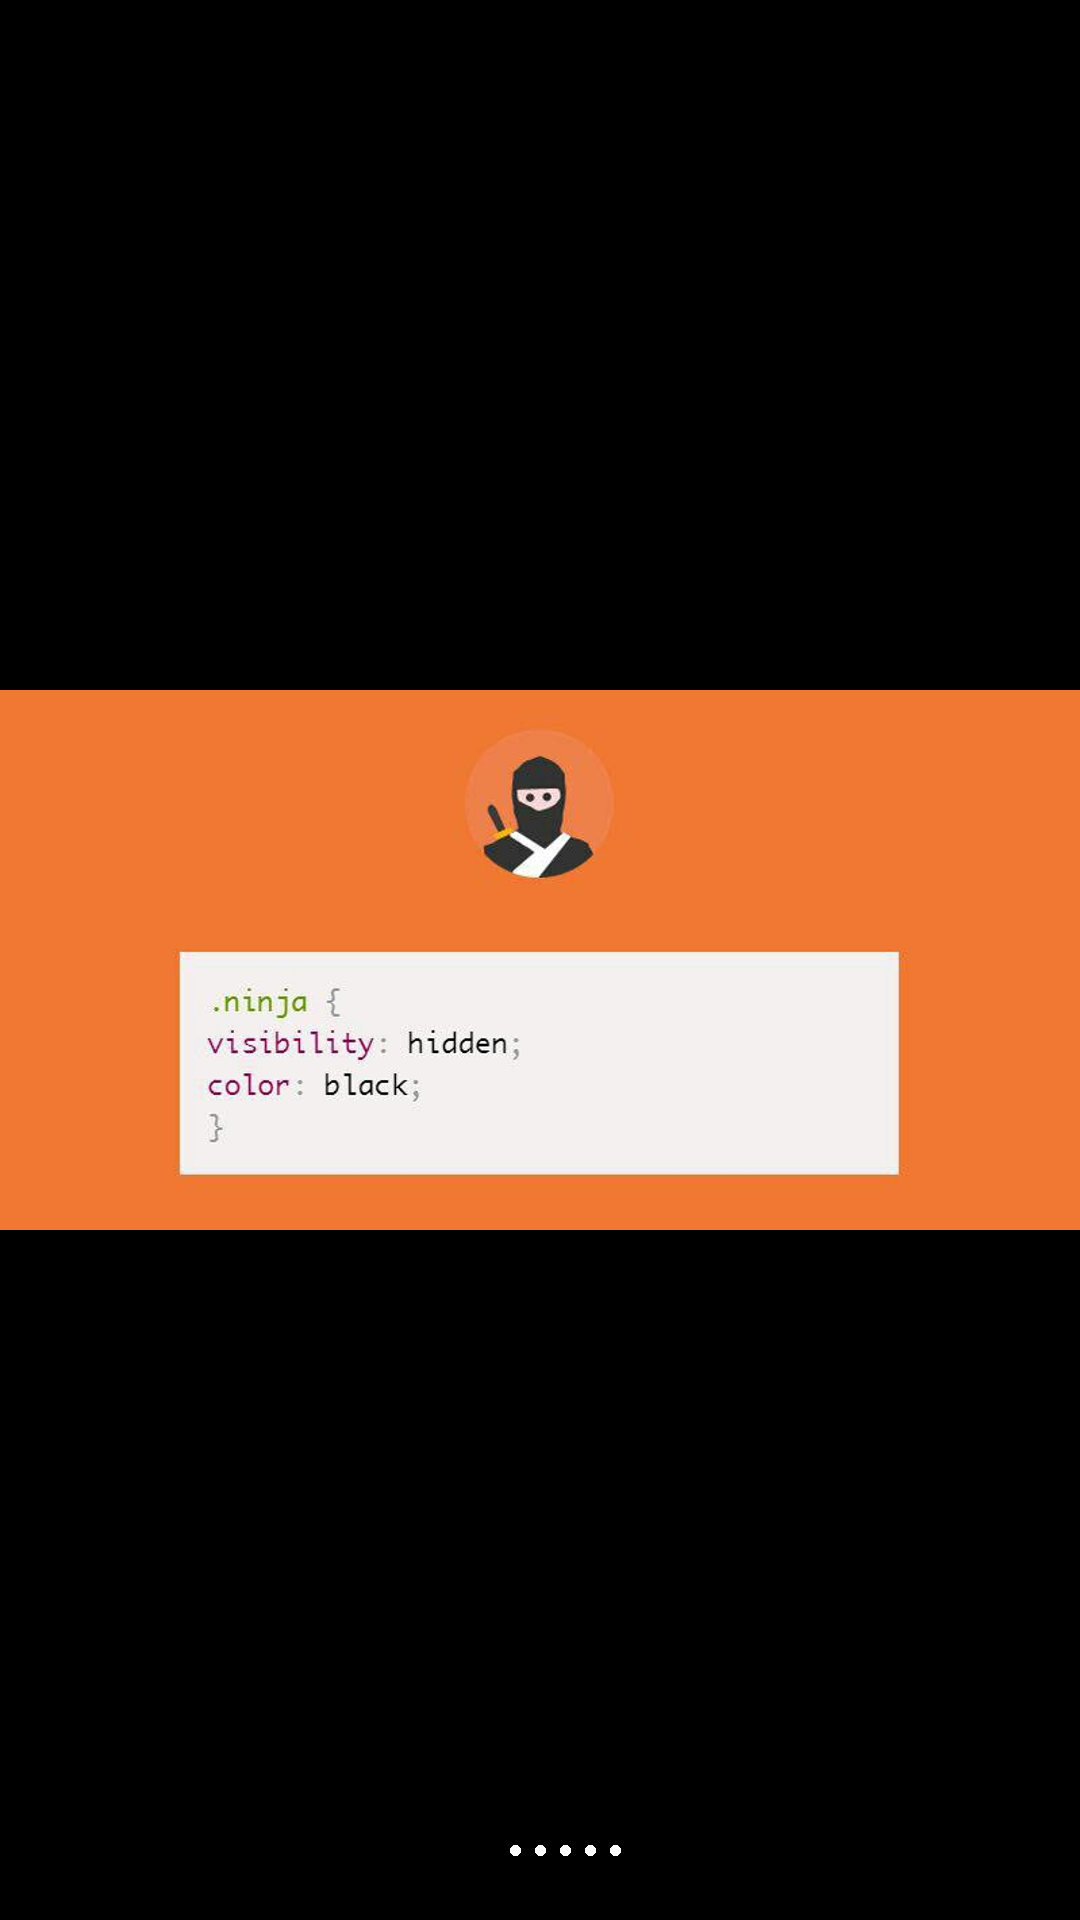 .ninja {
visibility: hidden;
color: black;
}